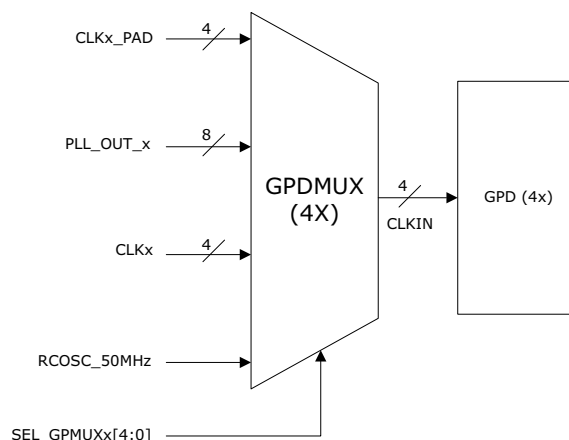 CLKx_PAD
4
PLL_OUT_x
8
GPDMUX
(4X)
4
CLKIN
GPD (4x)
CLKx
4
RCOSC_50MHz
SEL_GPMUXx[4:0]